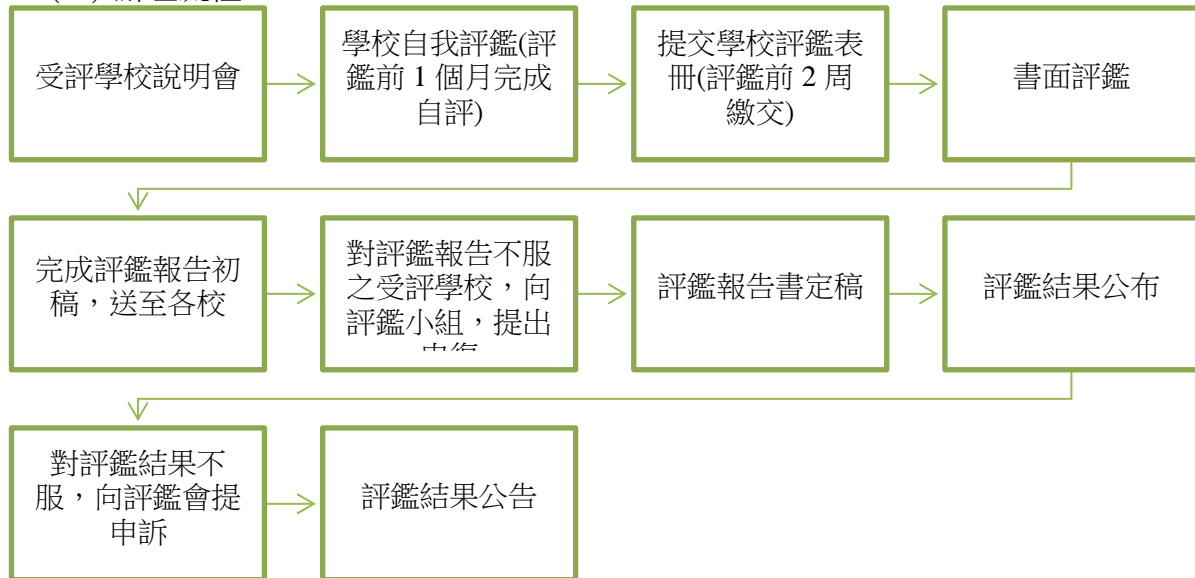 受評學校說明會
學校自我評鑑(評
鑑前 1 個月完成
自評)
提交學校評鑑表
冊(評鑑前 2 周
繳交)
書面評鑑
完成評鑑報告初
稿，送至各校
對評鑑報告不服
之受評學校，向
評鑑小組，提出
評鑑報告書定稿
評鑑結果公布
對評鑑結果不
服，向評鑑會提
申訴
評鑑結果公告